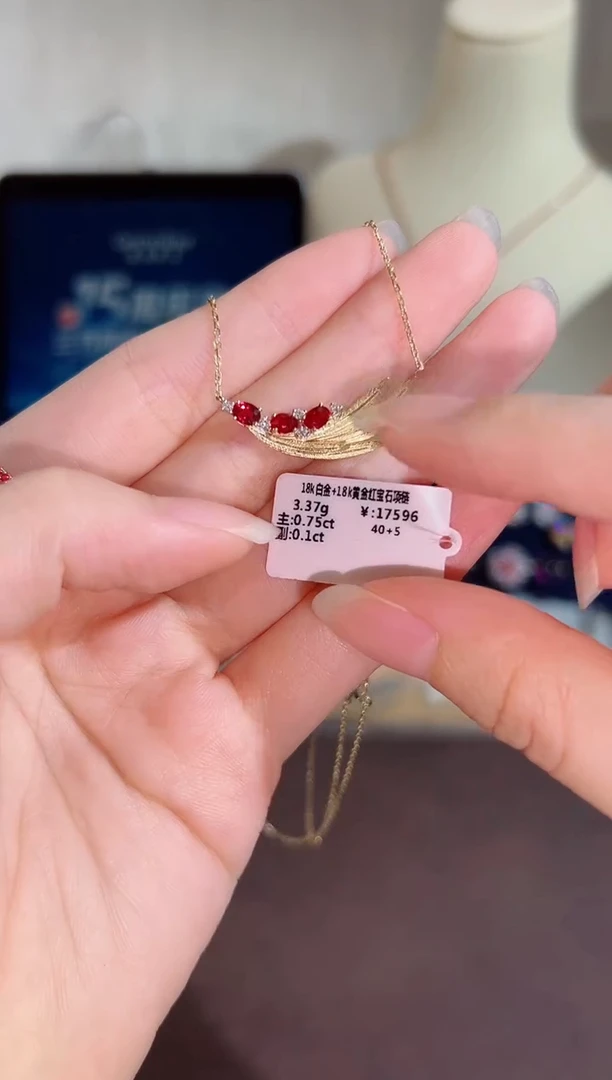 18k白金+18k黄金红宝石项链
3.37g ¥:17596
主:0.75ct 40+5
副:0.1ct